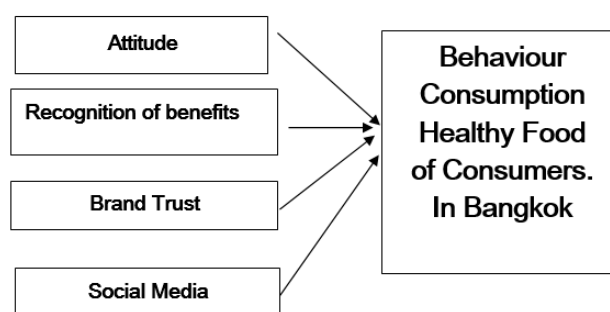 Attitude
Recognition of benefits
Brand Trust
Social Media
Behaviour
Consumption
Healthy Food
of Consumers.
In Bangkok